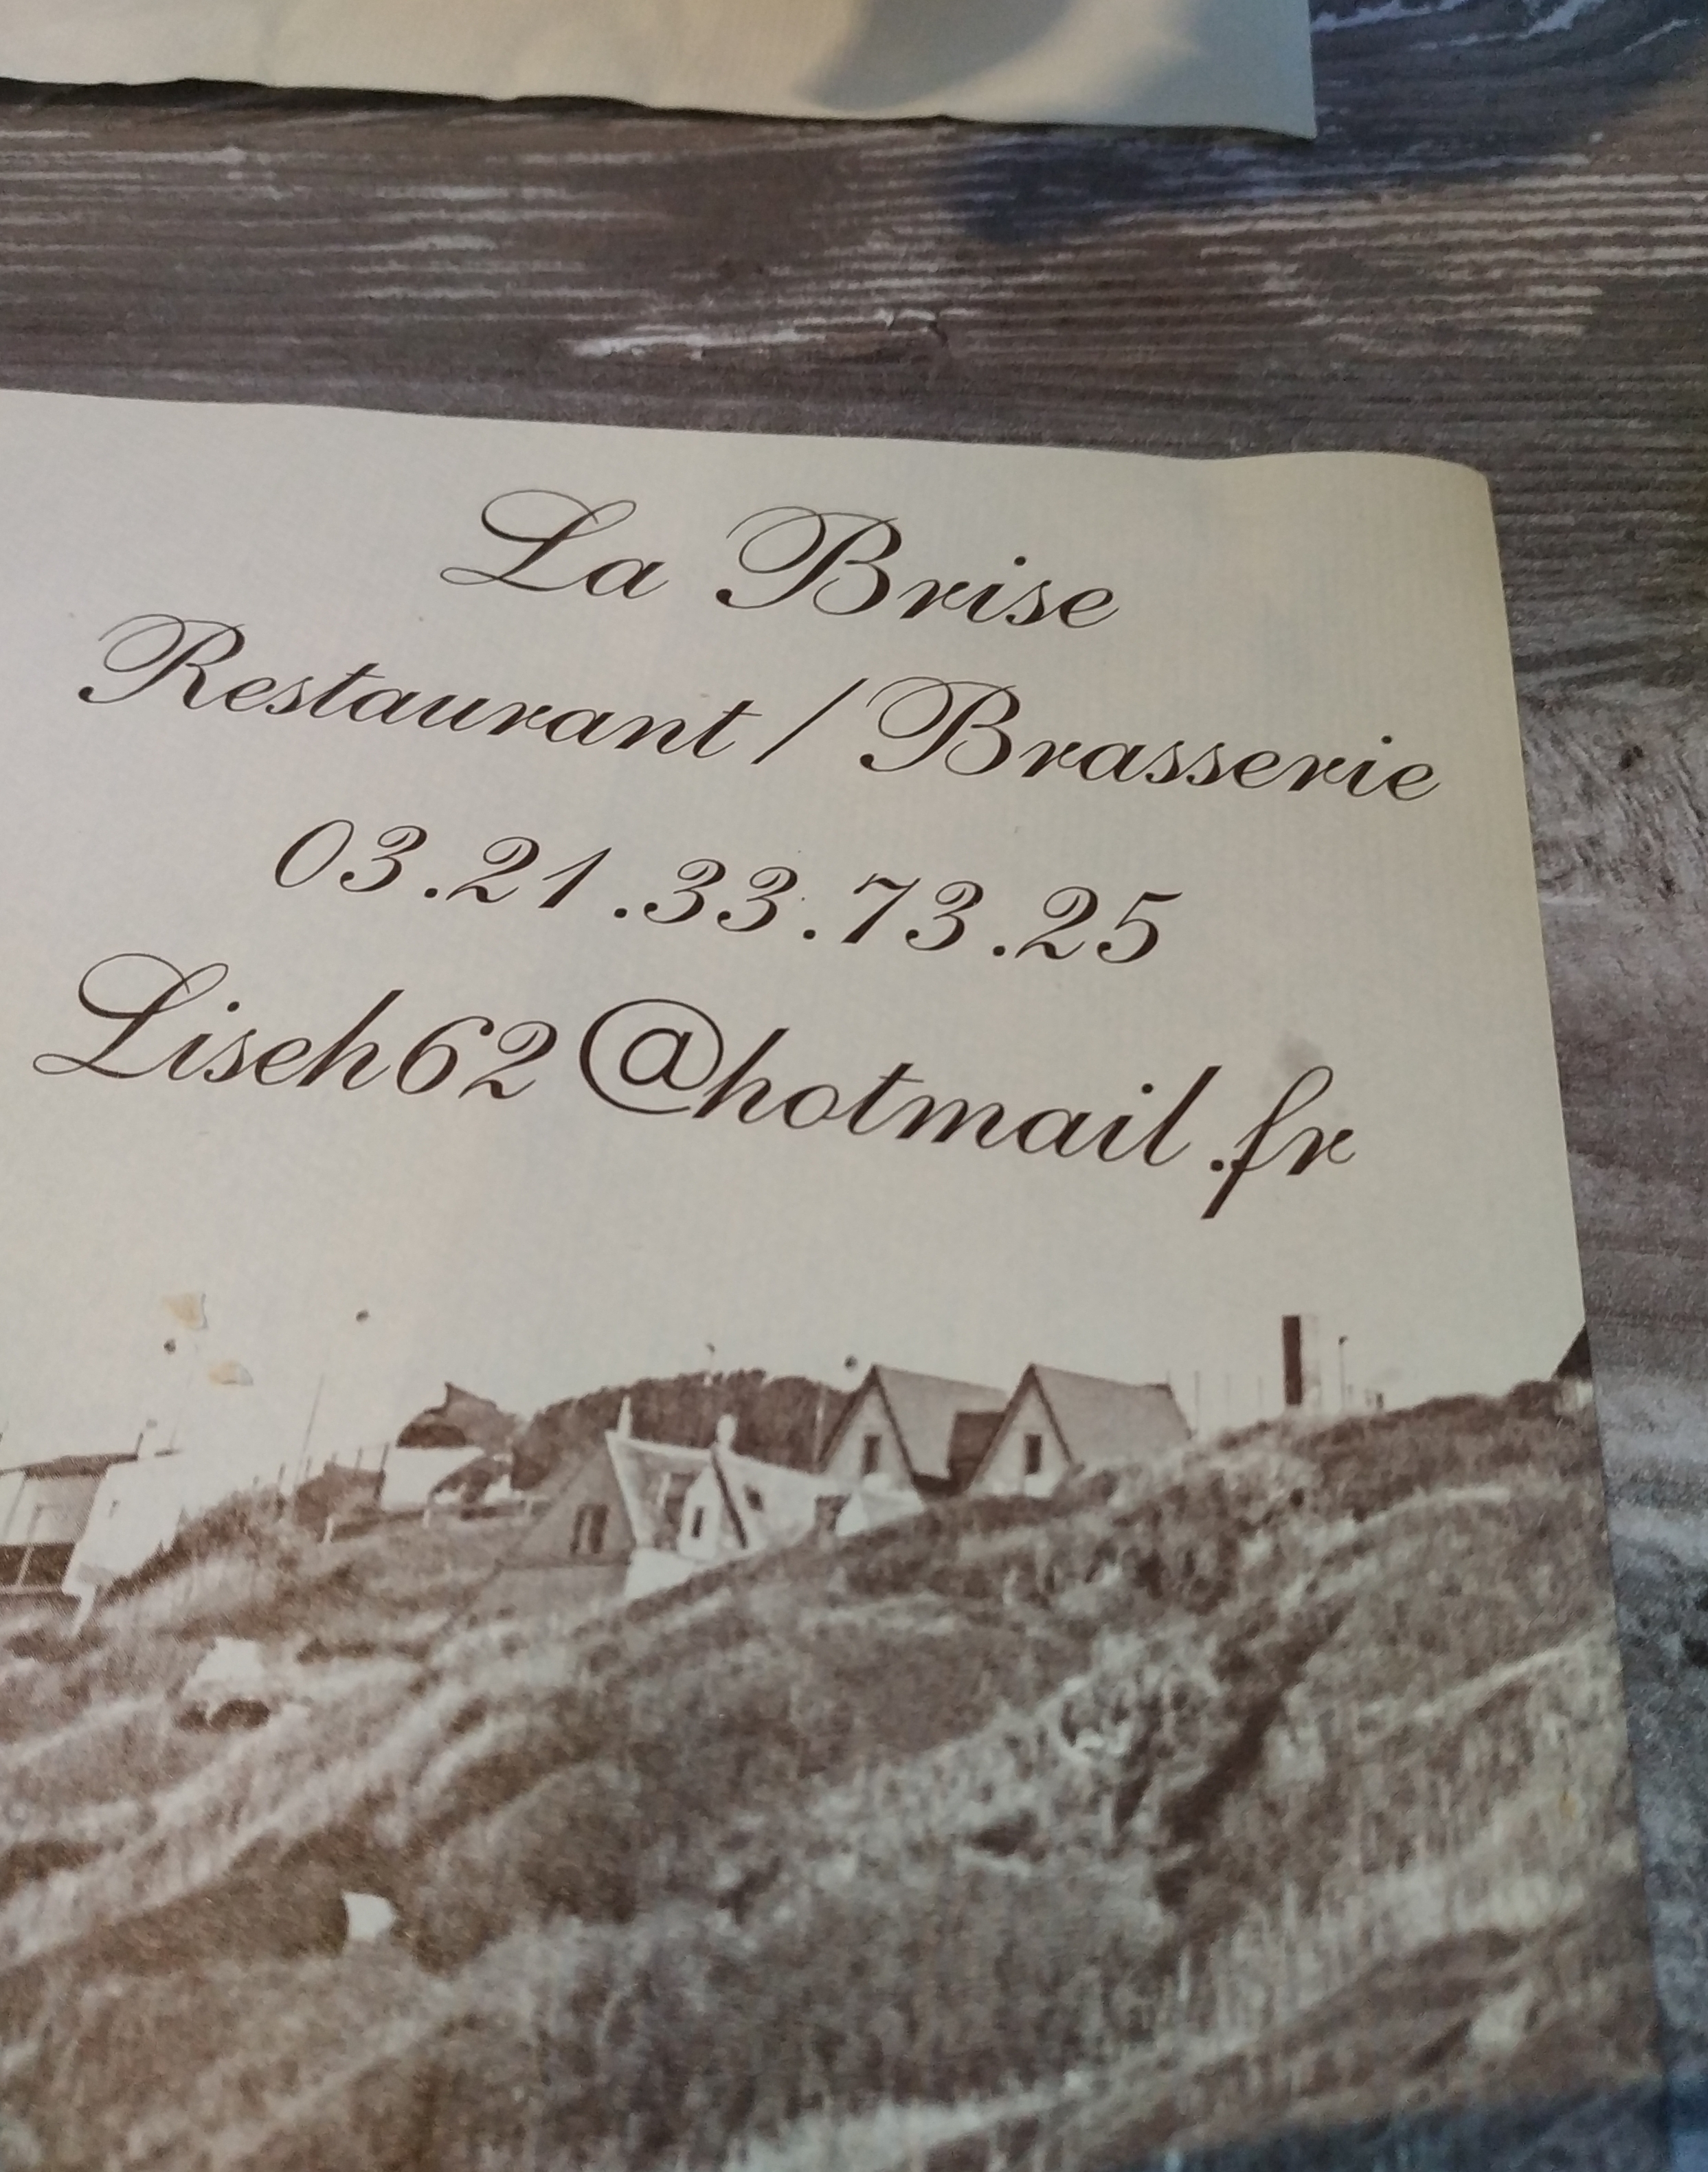 La Brise
Restaurant / Brasserie
03.21.33.73.25
Liseh62@hotmail.fr